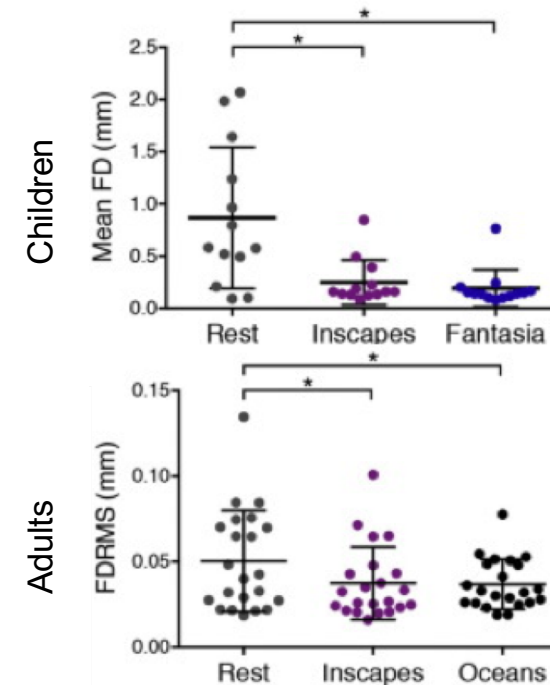 *
*
Children
Mean FD (mm)
2.5
2.0
1.5
1.0
0.5
0.0
Rest Inscapes Fantasia
*
*
Adults
FDRMS (mm)
0.15
0.10
0.05
0.00
Rest Inscapes Oceans